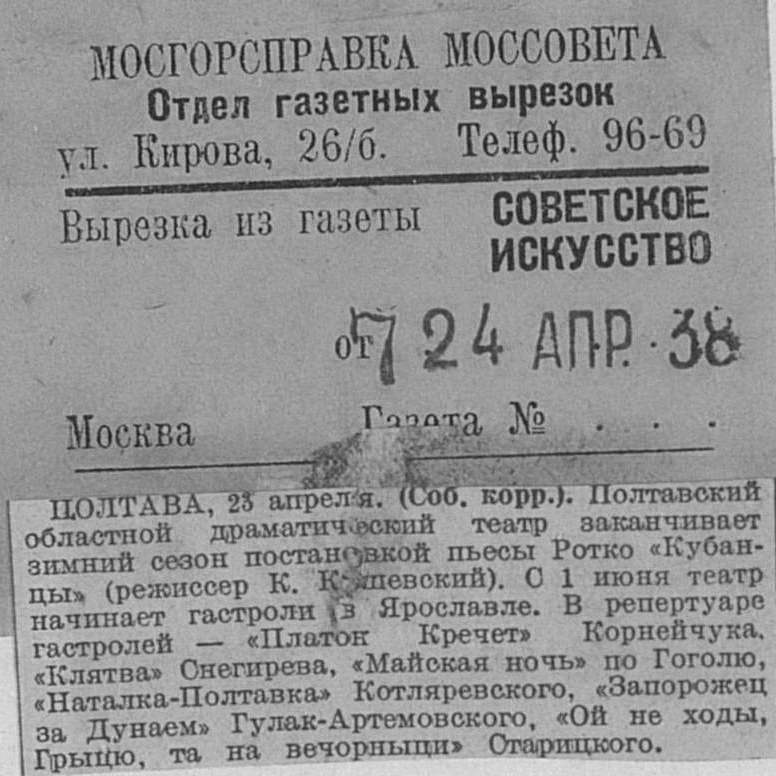 МОСГОРСПРАВКА МОССОВЕТА
Отдел газетных вырезок
ул. Кирова, 26/б. Телеф. 96-69
Вырезка из газеты СОВЕТСКОЕ
ИСКУССТВО
от 24 АПР. 38
Москва Газета № . . .
ПОЛТАВА, 23 апреля. (Соб. корр.). Полтавский
областной драматический театр заканчивает
зимний сезон постановкой пьесы Ротко «Кубан-
цы» (режиссер К. С 1 июня театр
начинает гастроли в Ярославле. В репертуаре
гастролей — «Платон Кречет» Корнейчука.
«Клятва» Снегирева, «Майская ночь» по Гоголю,
«Наталка-Полтавка» Котляревского, «Запорожец
за Дунаем» Гулак-Артемовского, «Ой не ходы,
Грыцю, та на вечорныци» Старицкого.